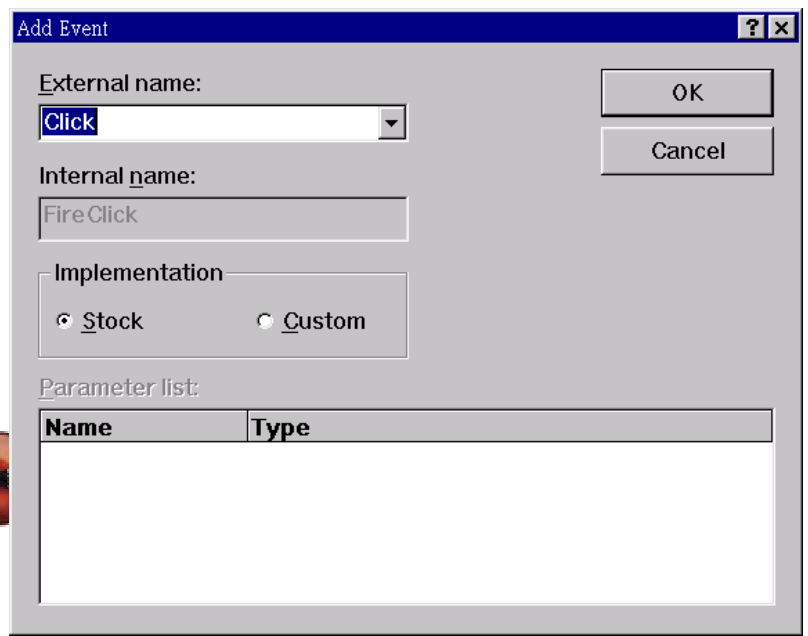 Add Event
External name:
OK
Click
Cancel
Internal name:
FireClick
Implementation
Stock Custom
Parameter list:
Name Type